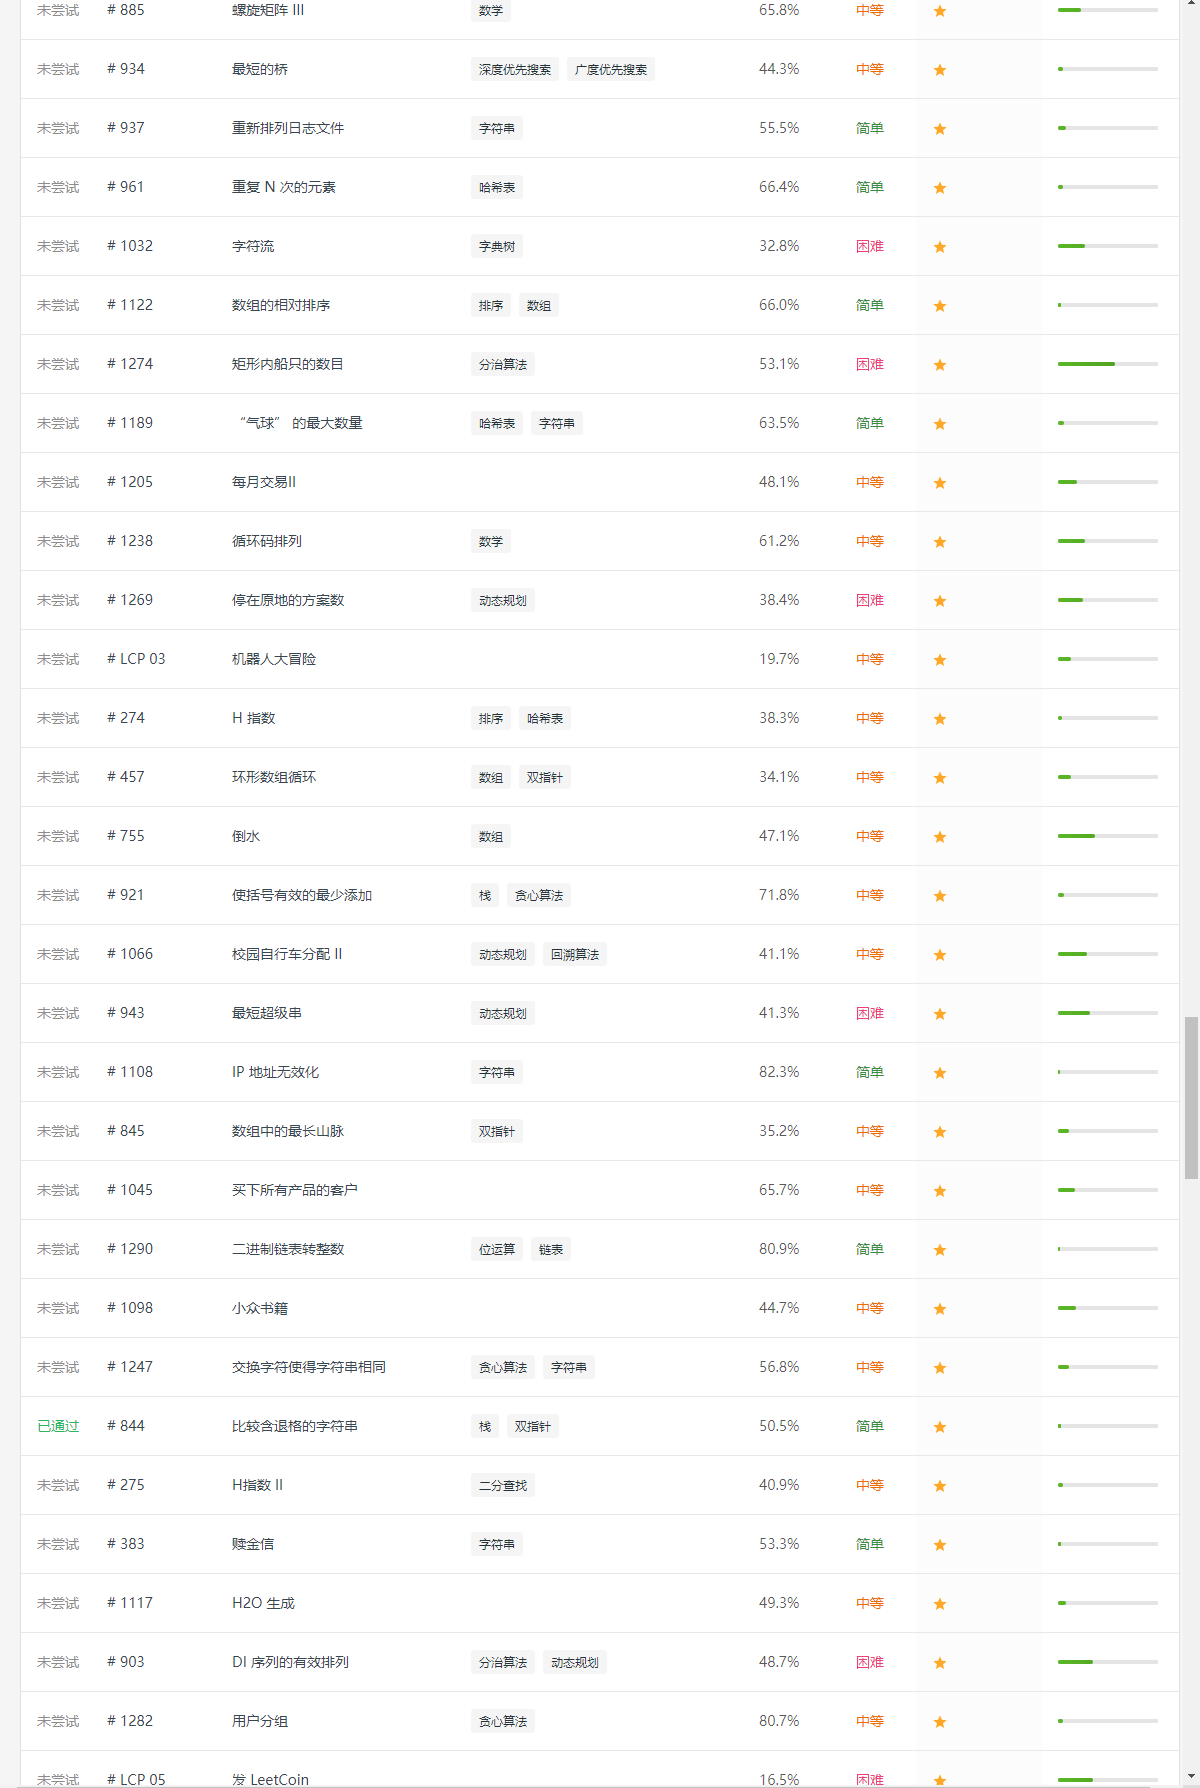 未尝试 # 885 螺旋矩阵 III 数学 65.8% 中等
未尝试 # 934 最短的桥 深度优先搜索 广度优先搜索 44.3% 中等
未尝试 # 937 重新排列日志文件 字符串 55.5% 简单
未尝试 # 961 重复 N 次的元素 哈希表 66.4% 简单
未尝试 # 1032 字符流 字典树 32.8% 困难
未尝试 # 1122 数组的相对排序 排序 数组 66.0% 简单
未尝试 # 1274 矩形内船只的数目 分治算法 53.1% 困难
未尝试 # 1189 “气球” 的最大数量 哈希表 字符串 63.5% 简单
未尝试 # 1205 每月交易II 48.1% 中等
未尝试 # 1238 循环码排列 数学 61.2% 中等
未尝试 # 1269 停在原地的方案数 动态规划 38.4% 困难
未尝试 # LCP 03 机器人大冒险 19.7% 中等
未尝试 # 274 H 指数 排序 哈希表 38.3% 中等
未尝试 # 457 环形数组循环 数组 双指针 34.1% 中等
未尝试 # 755 倒水 数组 47.1% 中等
未尝试 # 921 使括号有效的最少添加 栈 贪心算法 71.8% 中等
未尝试 # 1066 校园自行车分配 II 动态规划 回溯算法 41.1% 中等
未尝试 # 943 最短超级串 动态规划 41.3% 困难
未尝试 # 1108 IP 地址无效化 字符串 82.3% 简单
未尝试 # 845 数组中的最长山脉 双指针 35.2% 中等
未尝试 # 1045 买下所有产品的客户 65.7% 中等
未尝试 # 1290 二进制链表转整数 位运算 链表 80.9% 简单
未尝试 # 1098 小众书籍 44.7% 中等
未尝试 # 1247 交换字符使得字符串相同 贪心算法 字符串 56.8% 中等
已通过 # 844 比较含退格的字符串 栈 双指针 50.5% 简单
未尝试 # 275 H指数 II 二分查找 40.9% 中等
未尝试 # 383 赎金信 字符串 53.3% 简单
未尝试 # 1117 H2O 生成 49.3% 中等
未尝试 # 903 DI 序列的有效排列 分治算法 动态规划 48.7% 困难
未尝试 # 1282 用户分组 贪心算法 80.7% 中等
未尝试 # LCP 05 发 LeetCoin 16.5% 困难